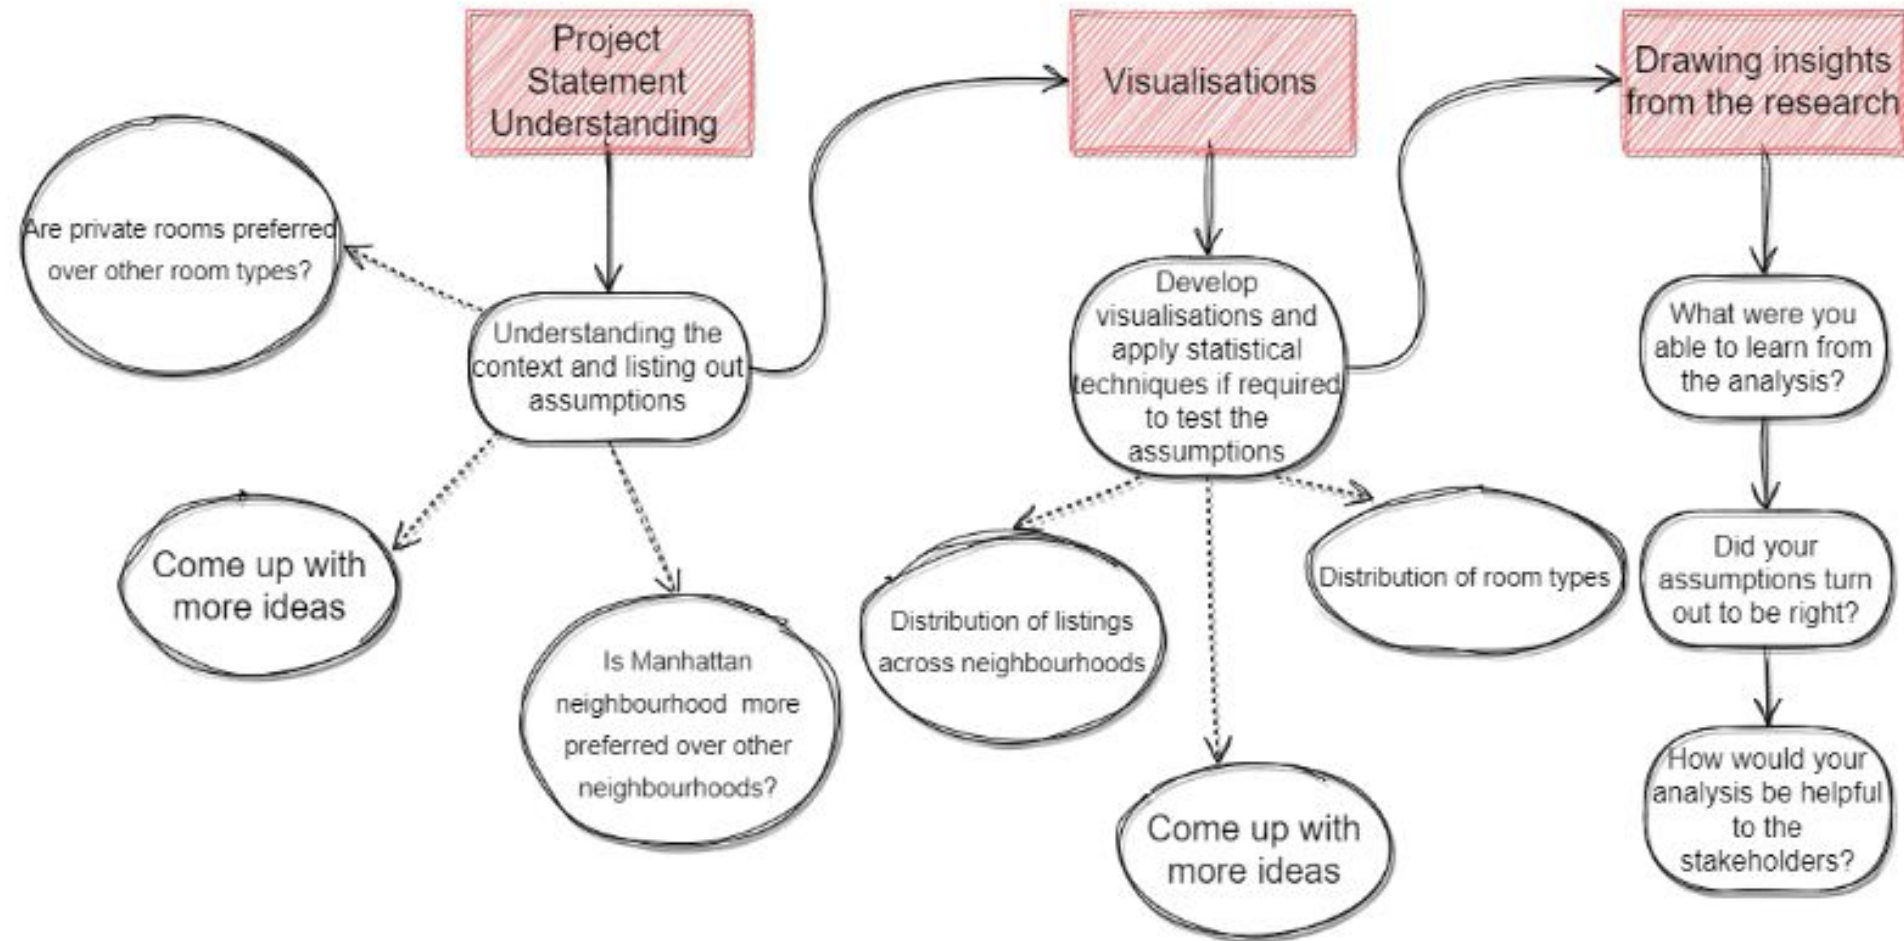 Project
Statement
Understanding
Visualisations
Drawing insights
from the research
Are private rooms preferred
over other room types?
Understanding the
context and listing out
assumptions
Come up with
more ideas
Is Manhattan
neighbourhood more
preferred over other
neighbourhoods?
Develop
visualisations and
apply statistical
techniques if required
to test the
assumptions
Distribution of listings
across neighbourhoods
Come up with
more ideas
Distribution of room types
What were you
able to learn from
the analysis?
Did your
assumptions turn
out to be right?
How would your
analysis be helpful
to the
stakeholders?